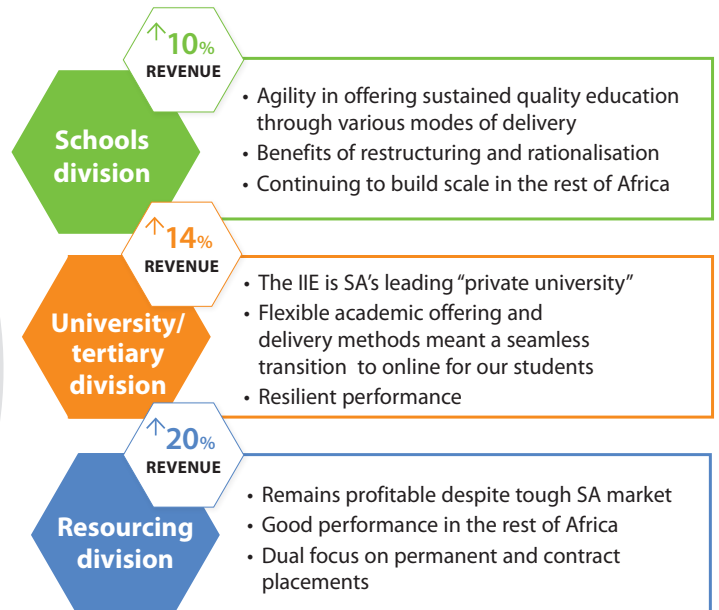 ↑10%
REVENUE
Schools
division
• Agility in offering sustained quality education
through various modes of delivery
• Benefits of restructuring and rationalisation
• Continuing to build scale in the rest of Africa
↑14%
REVENUE
University/
tertiary
division
• The IIE is SA's leading “private university”
• Flexible academic offering and
delivery methods meant a seamless
transition to online for our students
• Resilient performance
↑20%
REVENUE
Resourcing
division
• Remains profitable despite tough SA market
• Good performance in the rest of Africa
• Dual focus on permanent and contract
placements